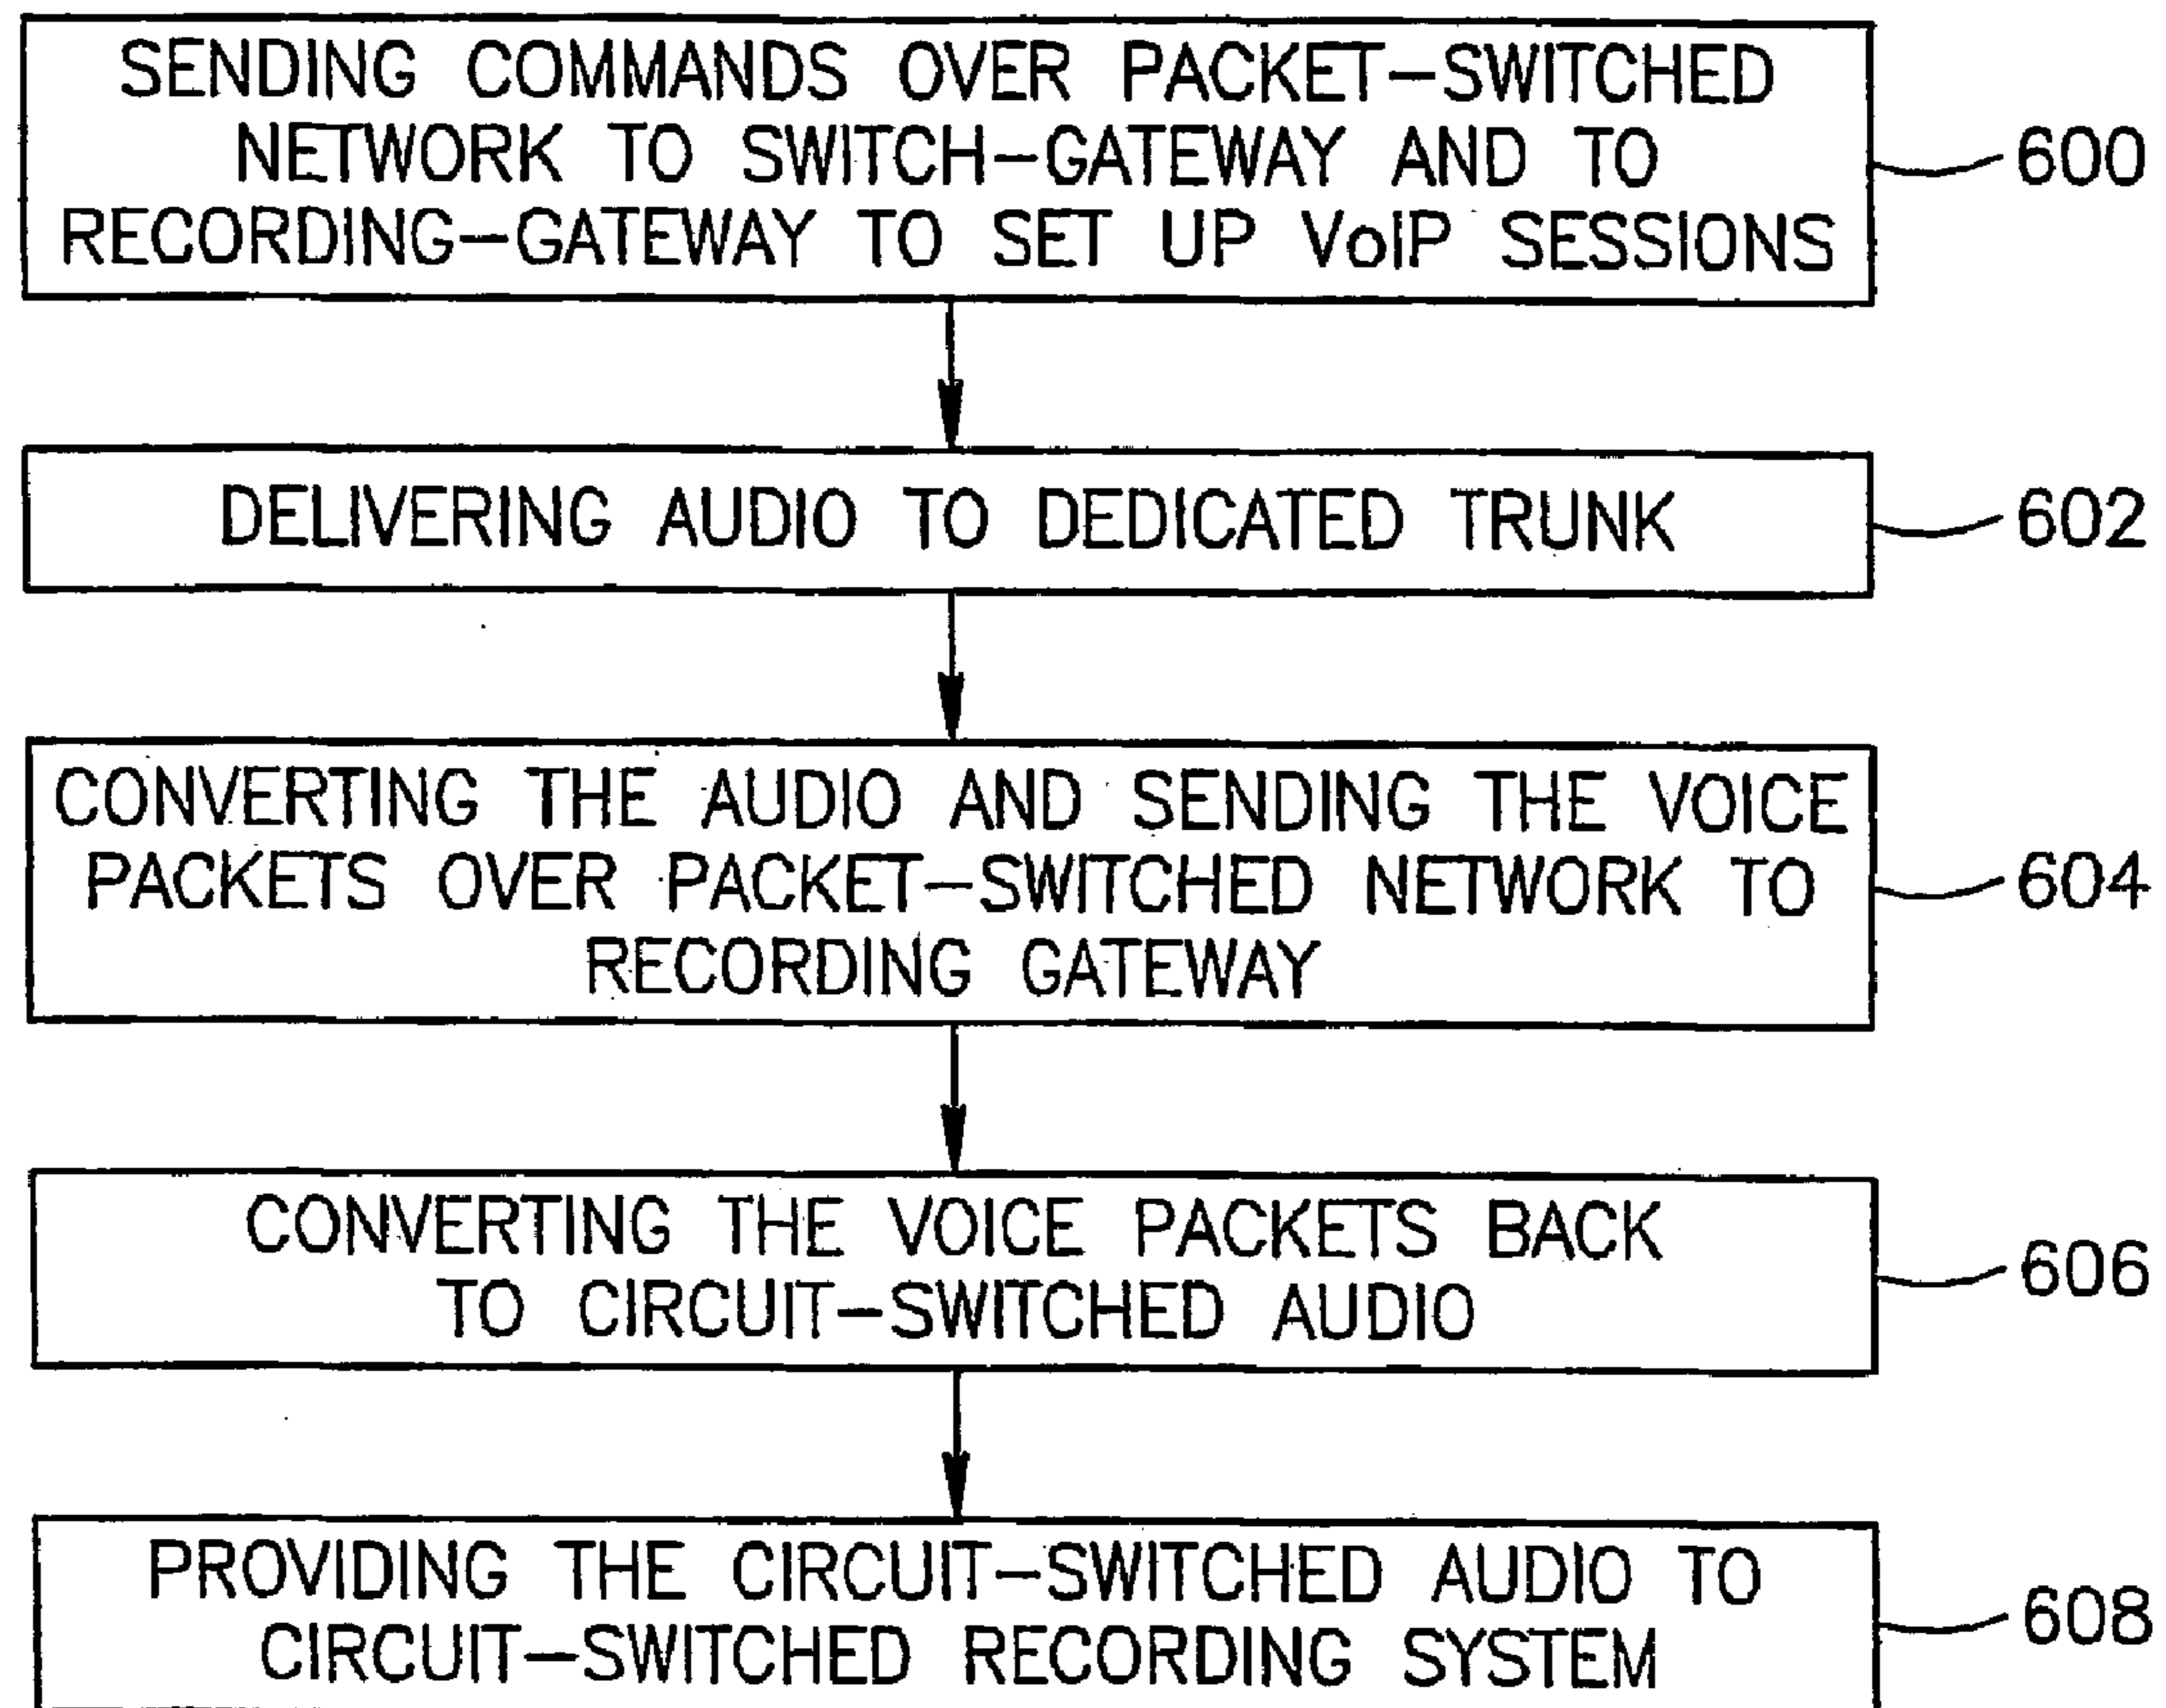 SENDING COMMANDS OVER PACKET–SWITCHED
NETWORK TO SWITCH–GATEWAY AND TO
RECORDING–GATEWAY TO SET UP VoIP SESSIONS
600
DELIVERING AUDIO TO DEDICATED TRUNK
602
CONVERTING THE AUDIO AND SENDING THE VOICE
PACKETS OVER PACKET–SWITCHED NETWORK TO
RECORDING GATEWAY
604
CONVERTING THE VOICE PACKETS BACK
TO CIRCUIT–SWITCHED AUDIO
606
PROVIDING THE CIRCUIT–SWITCHED AUDIO TO
CIRCUIT–SWITCHED RECORDING SYSTEM
608